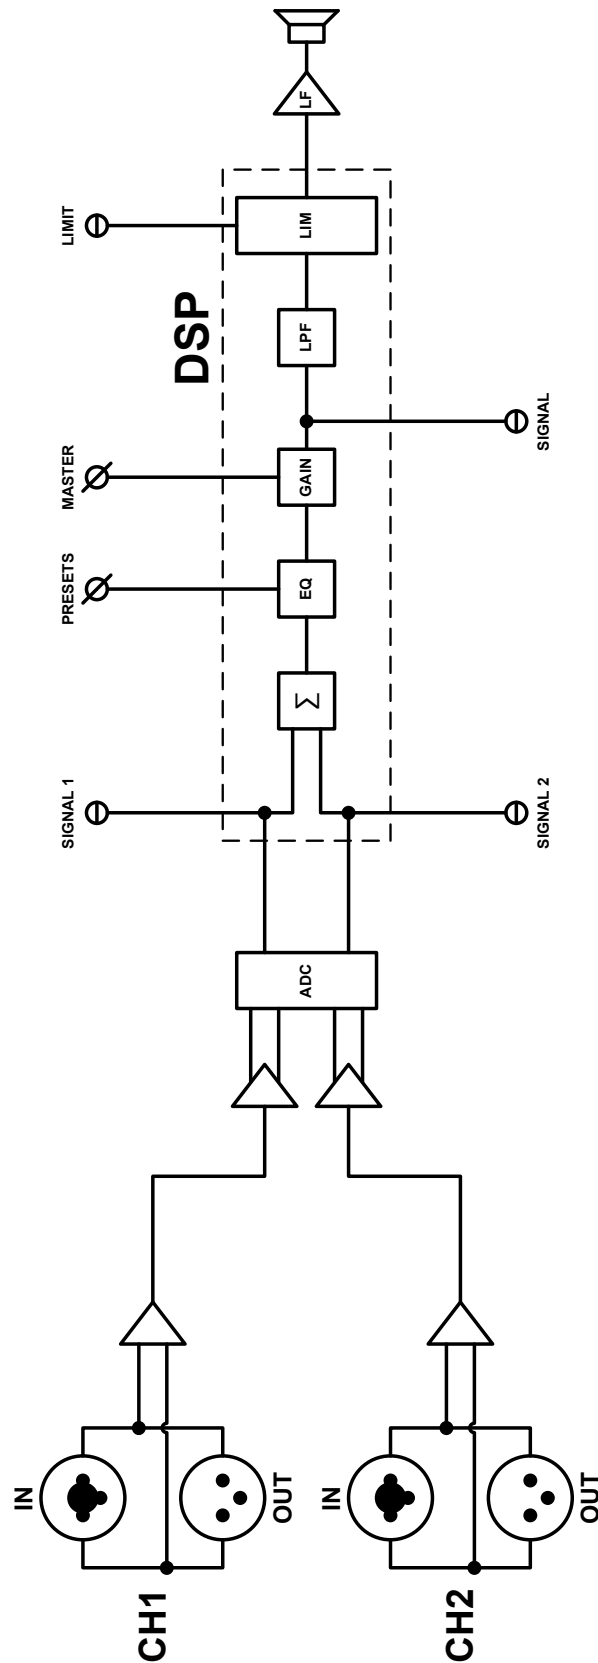 CH1
IN
OUT
CH2
IN
OUT
ADC
SIGNAL 1
SIGNAL 2
DSP
Σ
PRESETS
EQ
MASTER
GAIN
SIGNAL
LPF
LIMIT
LIM
LF